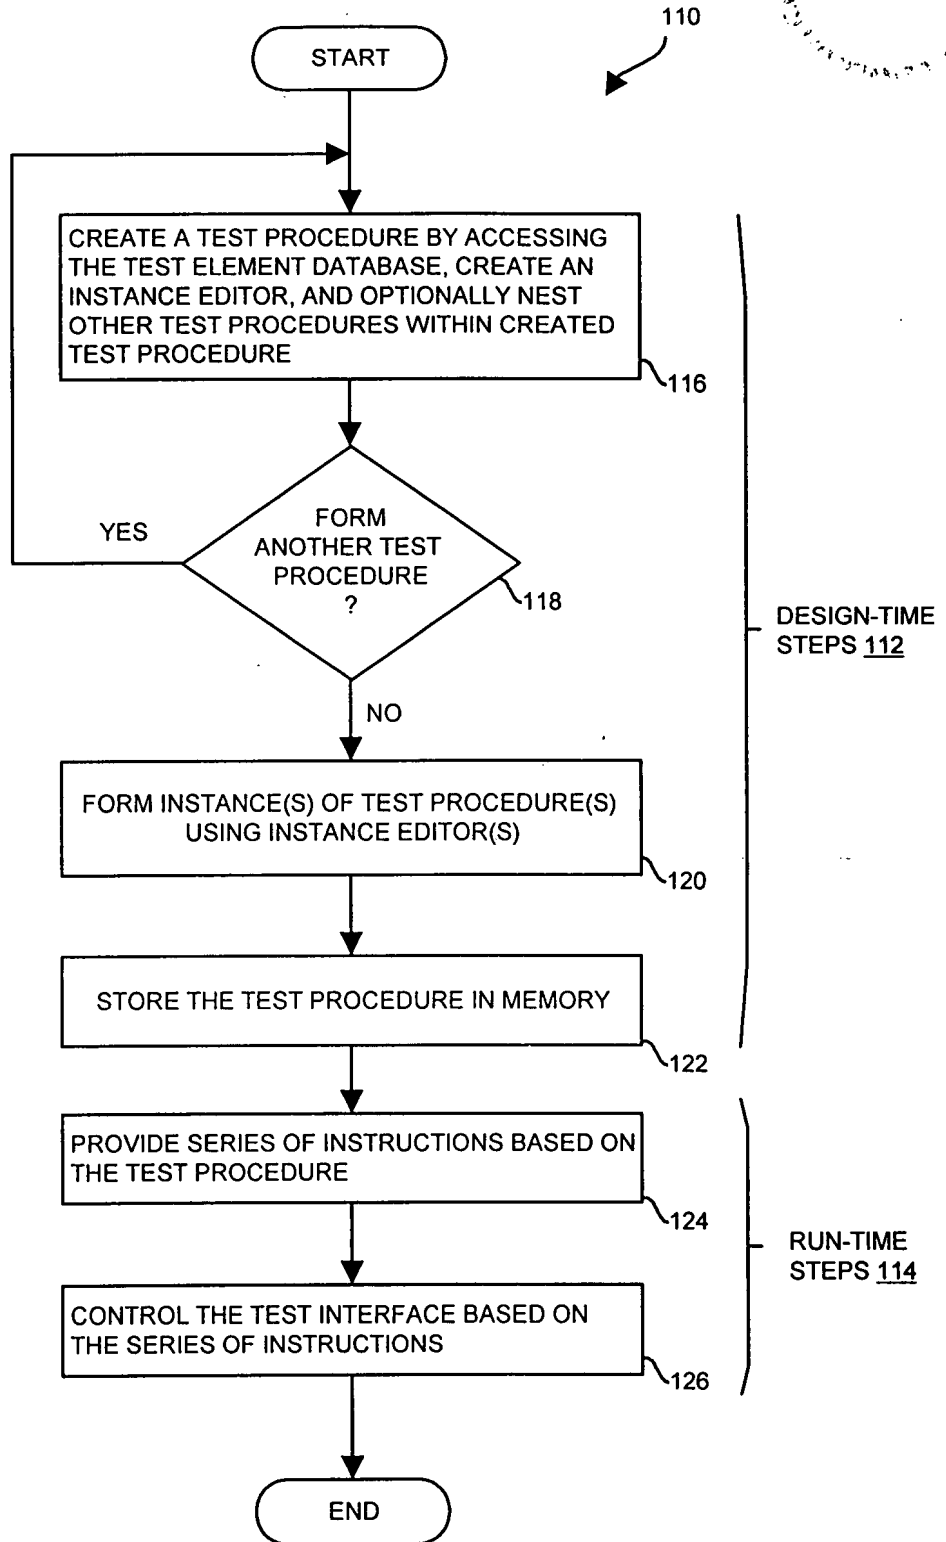 110
START
CREATE A TEST PROCEDURE BY ACCESSING
THE TEST ELEMENT DATABASE, CREATE AN
INSTANCE EDITOR, AND OPTIONALLY NEST
OTHER TEST PROCEDURES WITHIN CREATED
TEST PROCEDURE
116
YES
FORM
ANOTHER TEST
PROCEDURE
?
118
DESIGN-TIME
STEPS 112
NO
FORM INSTANCE(S) OF TEST PROCEDURE(S)
USING INSTANCE EDITOR(S)
120
STORE THE TEST PROCEDURE IN MEMORY
122
PROVIDE SERIES OF INSTRUCTIONS BASED ON
THE TEST PROCEDURE
124
RUN-TIME
STEPS 114
CONTROL THE TEST INTERFACE BASED ON
THE SERIES OF INSTRUCTIONS
126
END